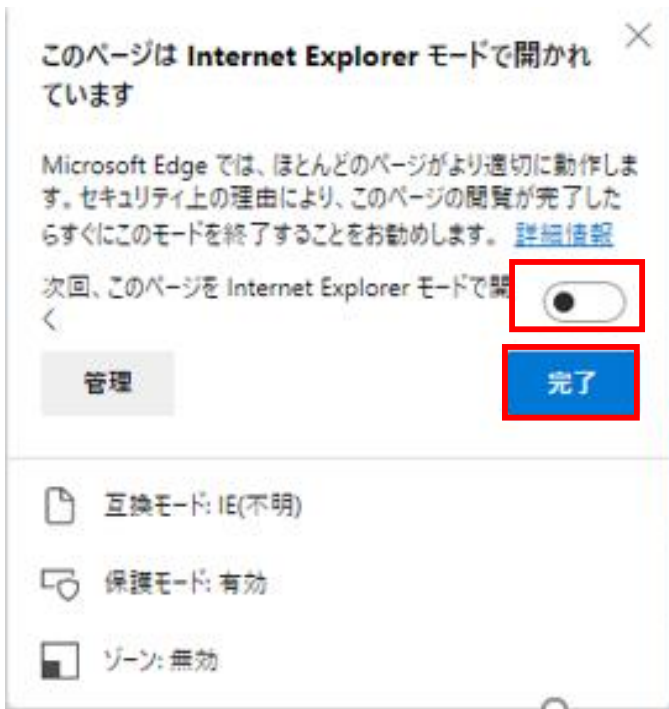 このページは Internet Explorer モードで開かれ
ています
Microsoft Edge では、ほとんどのページがより適切に動作しま
す。セキュリティ上の理由により、このページの閲覧が完了した
らすぐにこのモードを終了することをお勧めします。 詳細情報
次回、このページを Internet Explorer モードで開
く
管理
完了
互換モード: IE(不明)
保護モード: 有効
ゾーン: 無効